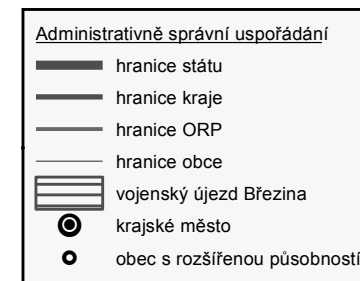 Administrativně správní uspořádání
hranice státu
hranice kraje
hranice ORP
hranice obce
vojenský újezd Březina
krajské město
obec s rozšířenou působností